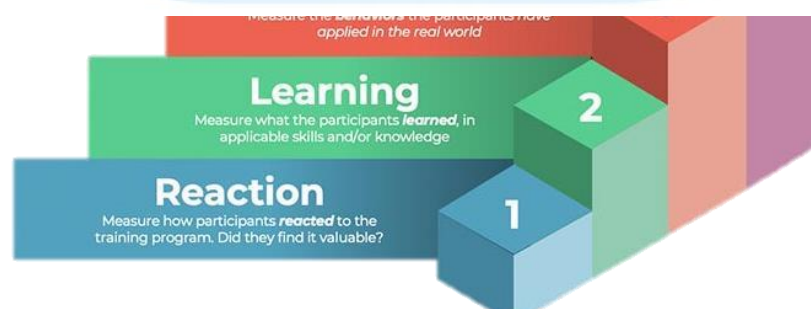 Measure the behaviors the participants have
applied in the real world
Learning
2
Measure what the participants learned, in
applicable skills and/or knowledge
Reaction
1
Measure how participants reacted to the
training program. Did they find it valuable?